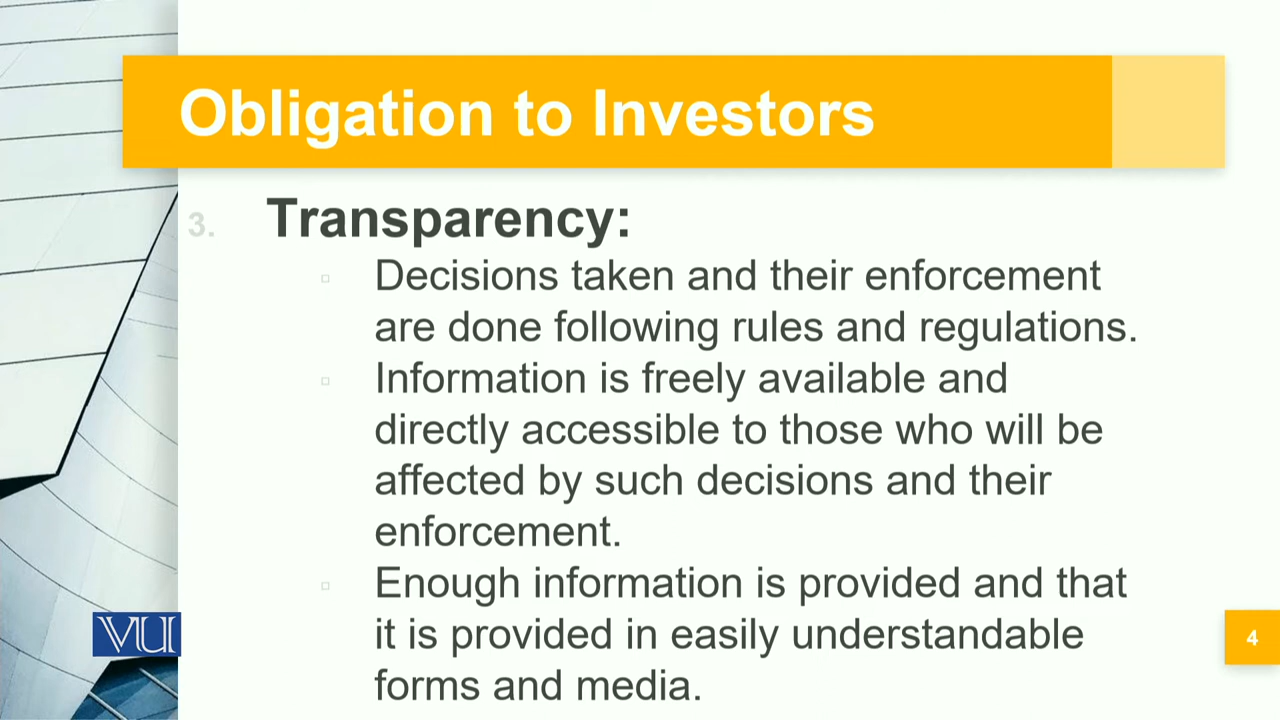 Obligation to Investors
3. Transparency:
▫ Decisions taken and their enforcement
are done following rules and regulations.
▫ Information is freely available and
directly accessible to those who will be
affected by such decisions and their
enforcement.
▫ Enough information is provided and that
it is provided in easily understandable
forms and media.
VU
4